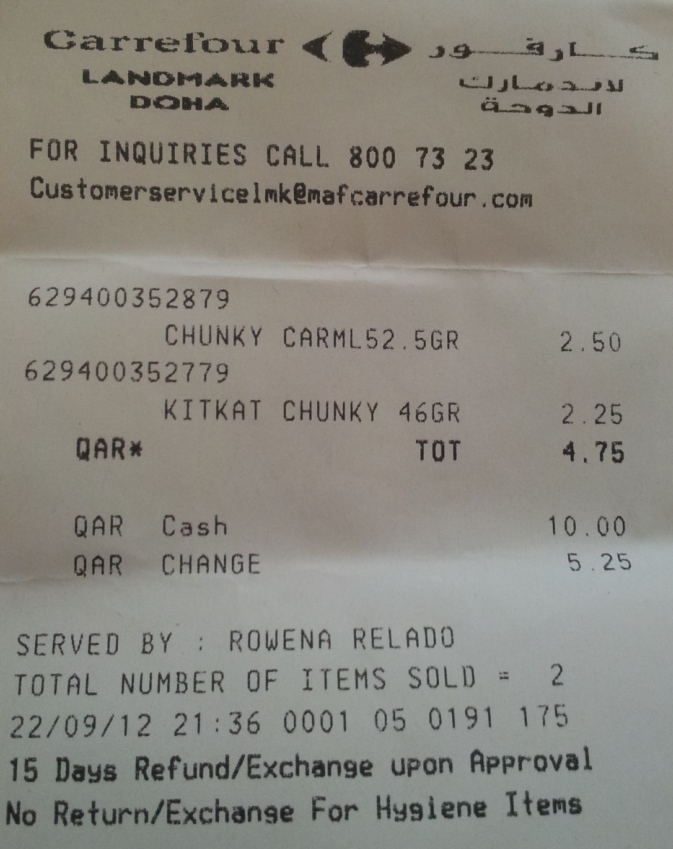 Carrefour كارفور
LANDMARK لاندمارك
DOHA الدوحة
FOR INQUIRIES CALL 800 73 23
Customerservicelmk@mafcarrefour.com
629400352879
CHUNKY CARML52.5GR 2.50
629400352779
KITKAT CHUNKY 46GR 2.25
QAR* TOT 4.75
QAR Cash 10.00
QAR CHANGE 5.25
SERVED BY : ROWENA RELADO
TOTAL NUMBER OF ITEMS SOLD = 2
22/09/12 21:36 0001 05 0191 175
15 Days Refund/Exchange upon Approval
No Return/Exchange For Hygiene Items